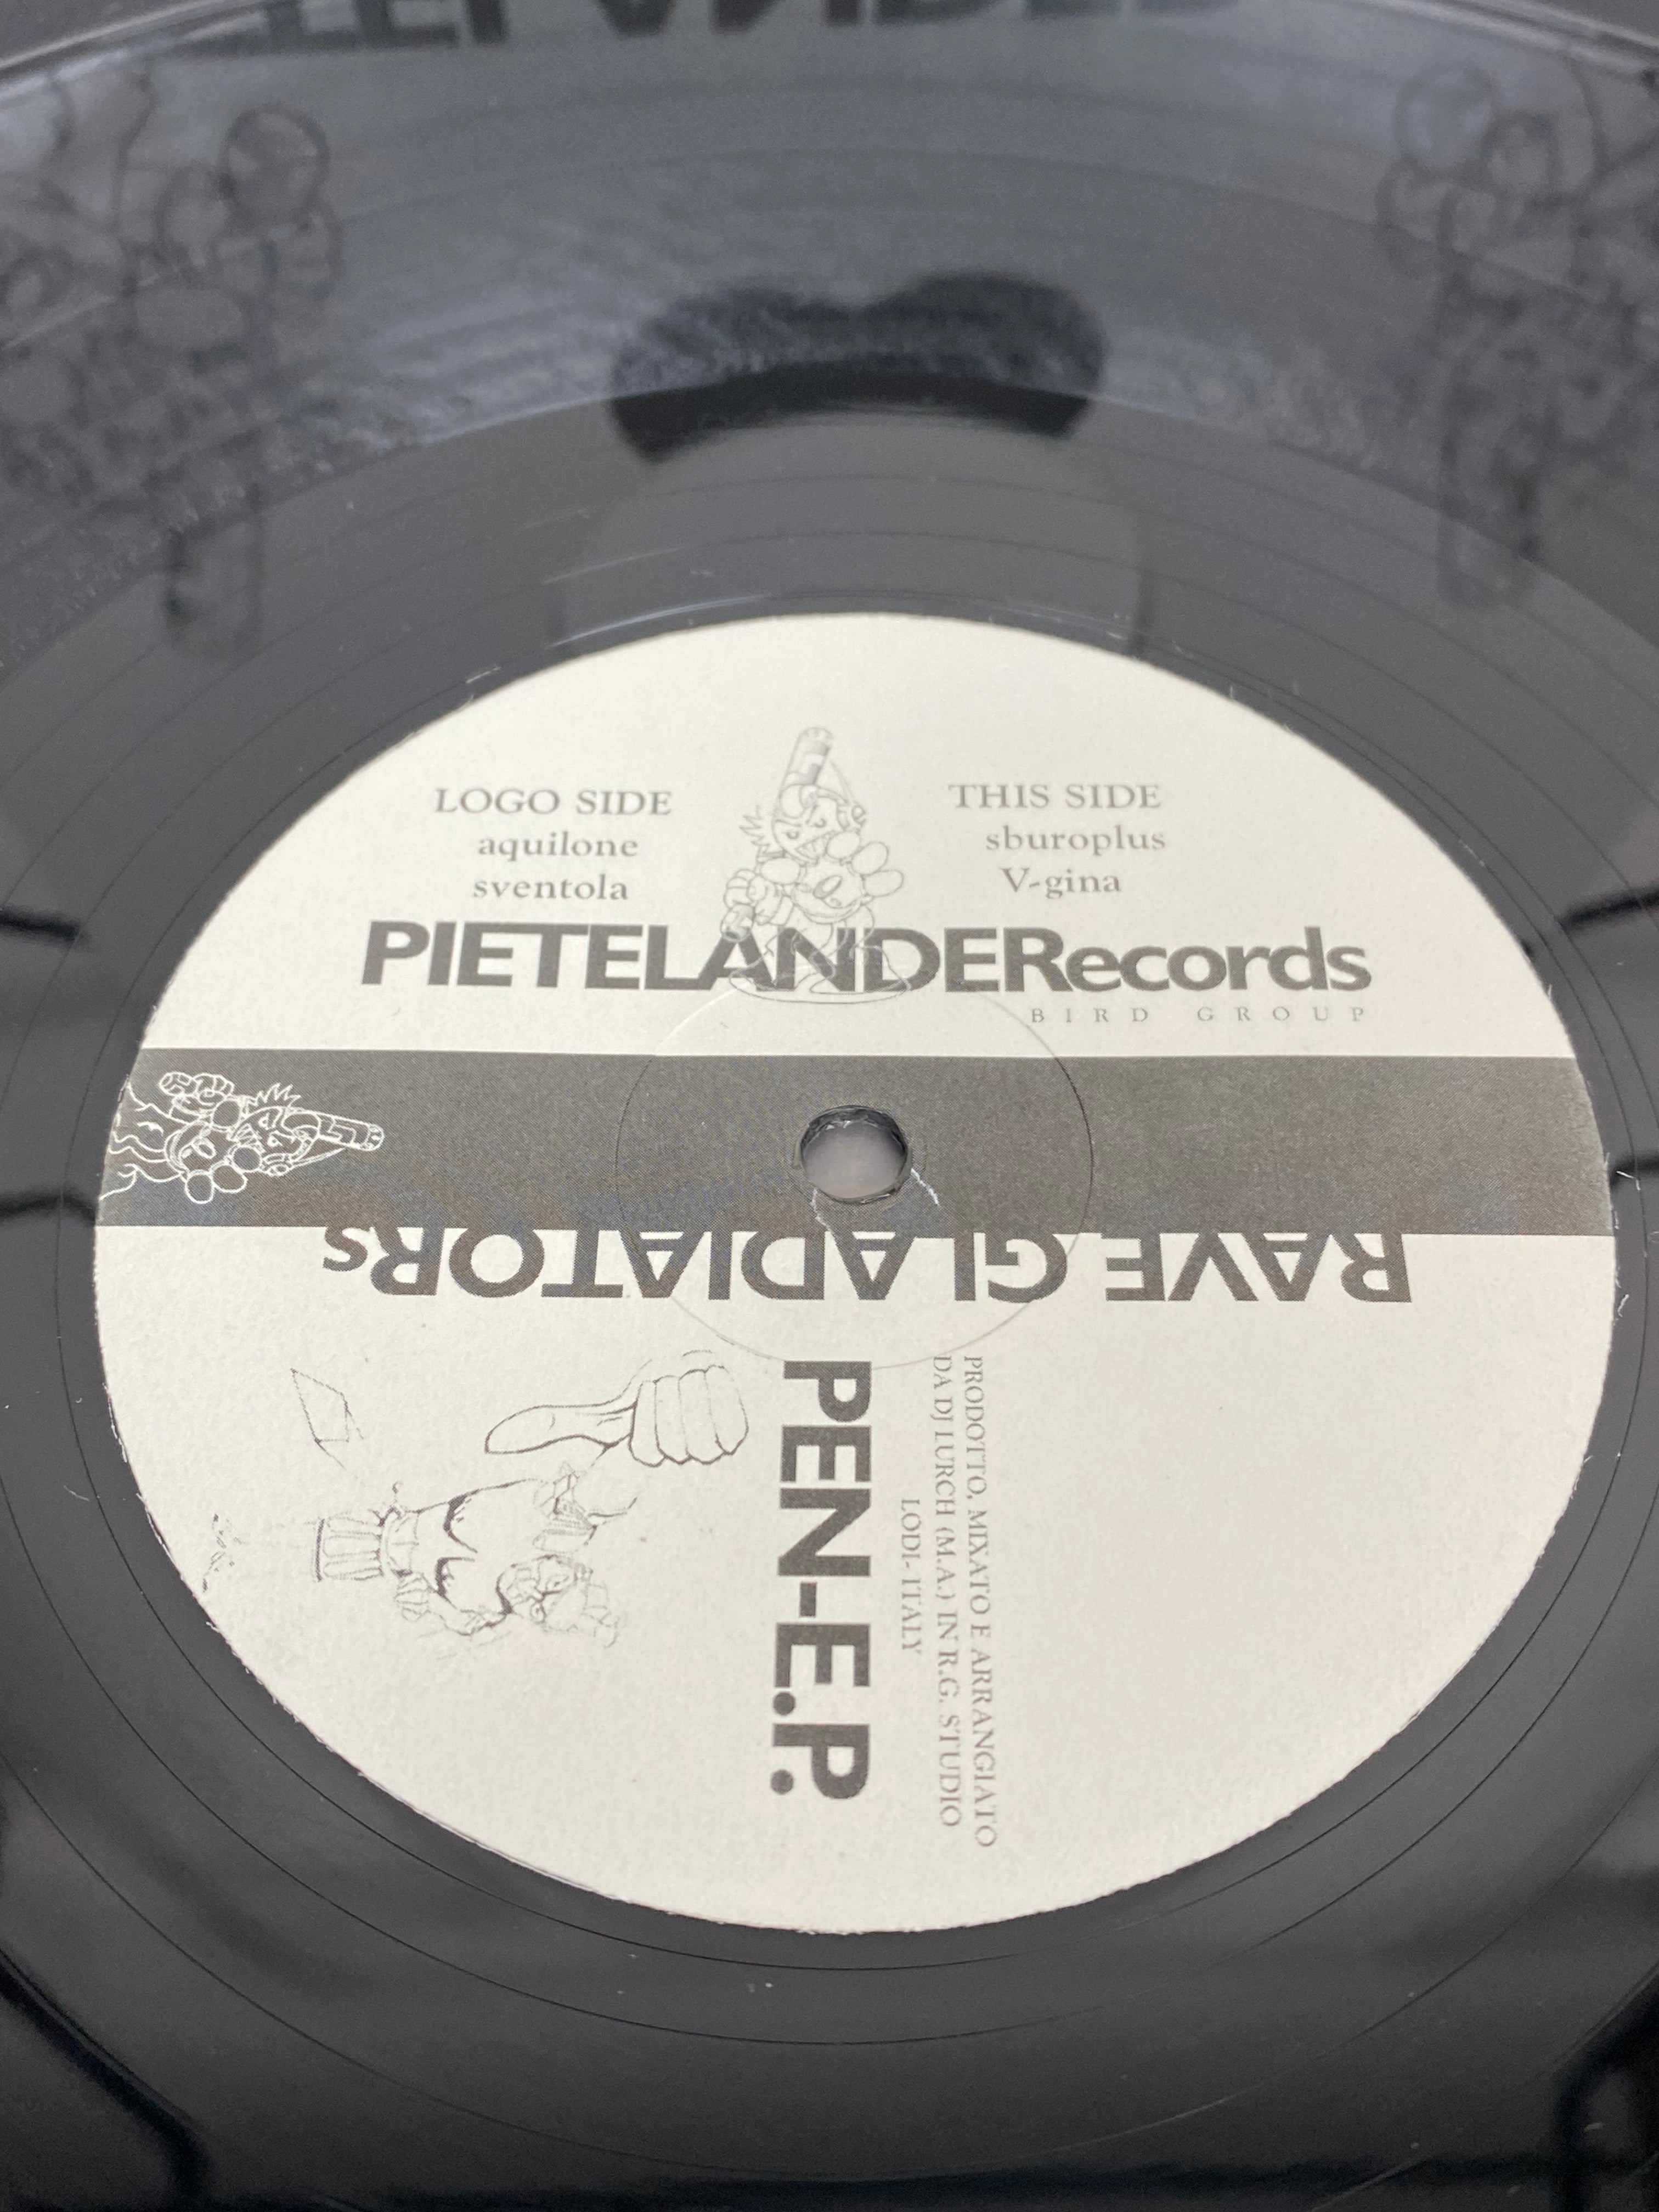 LOGO SIDE
aquilone
sventola
THIS SIDE
sburoplus
V-gina
PIETELANDERecords
BIRD GROUP
RAVE GLADIATORs
PEN-E.P.
PRODOTTO, MIXATO E ARRANGIATO
DA DJ LURCH (M.A.) IN R.G. STUDIO
LODI-ITALY